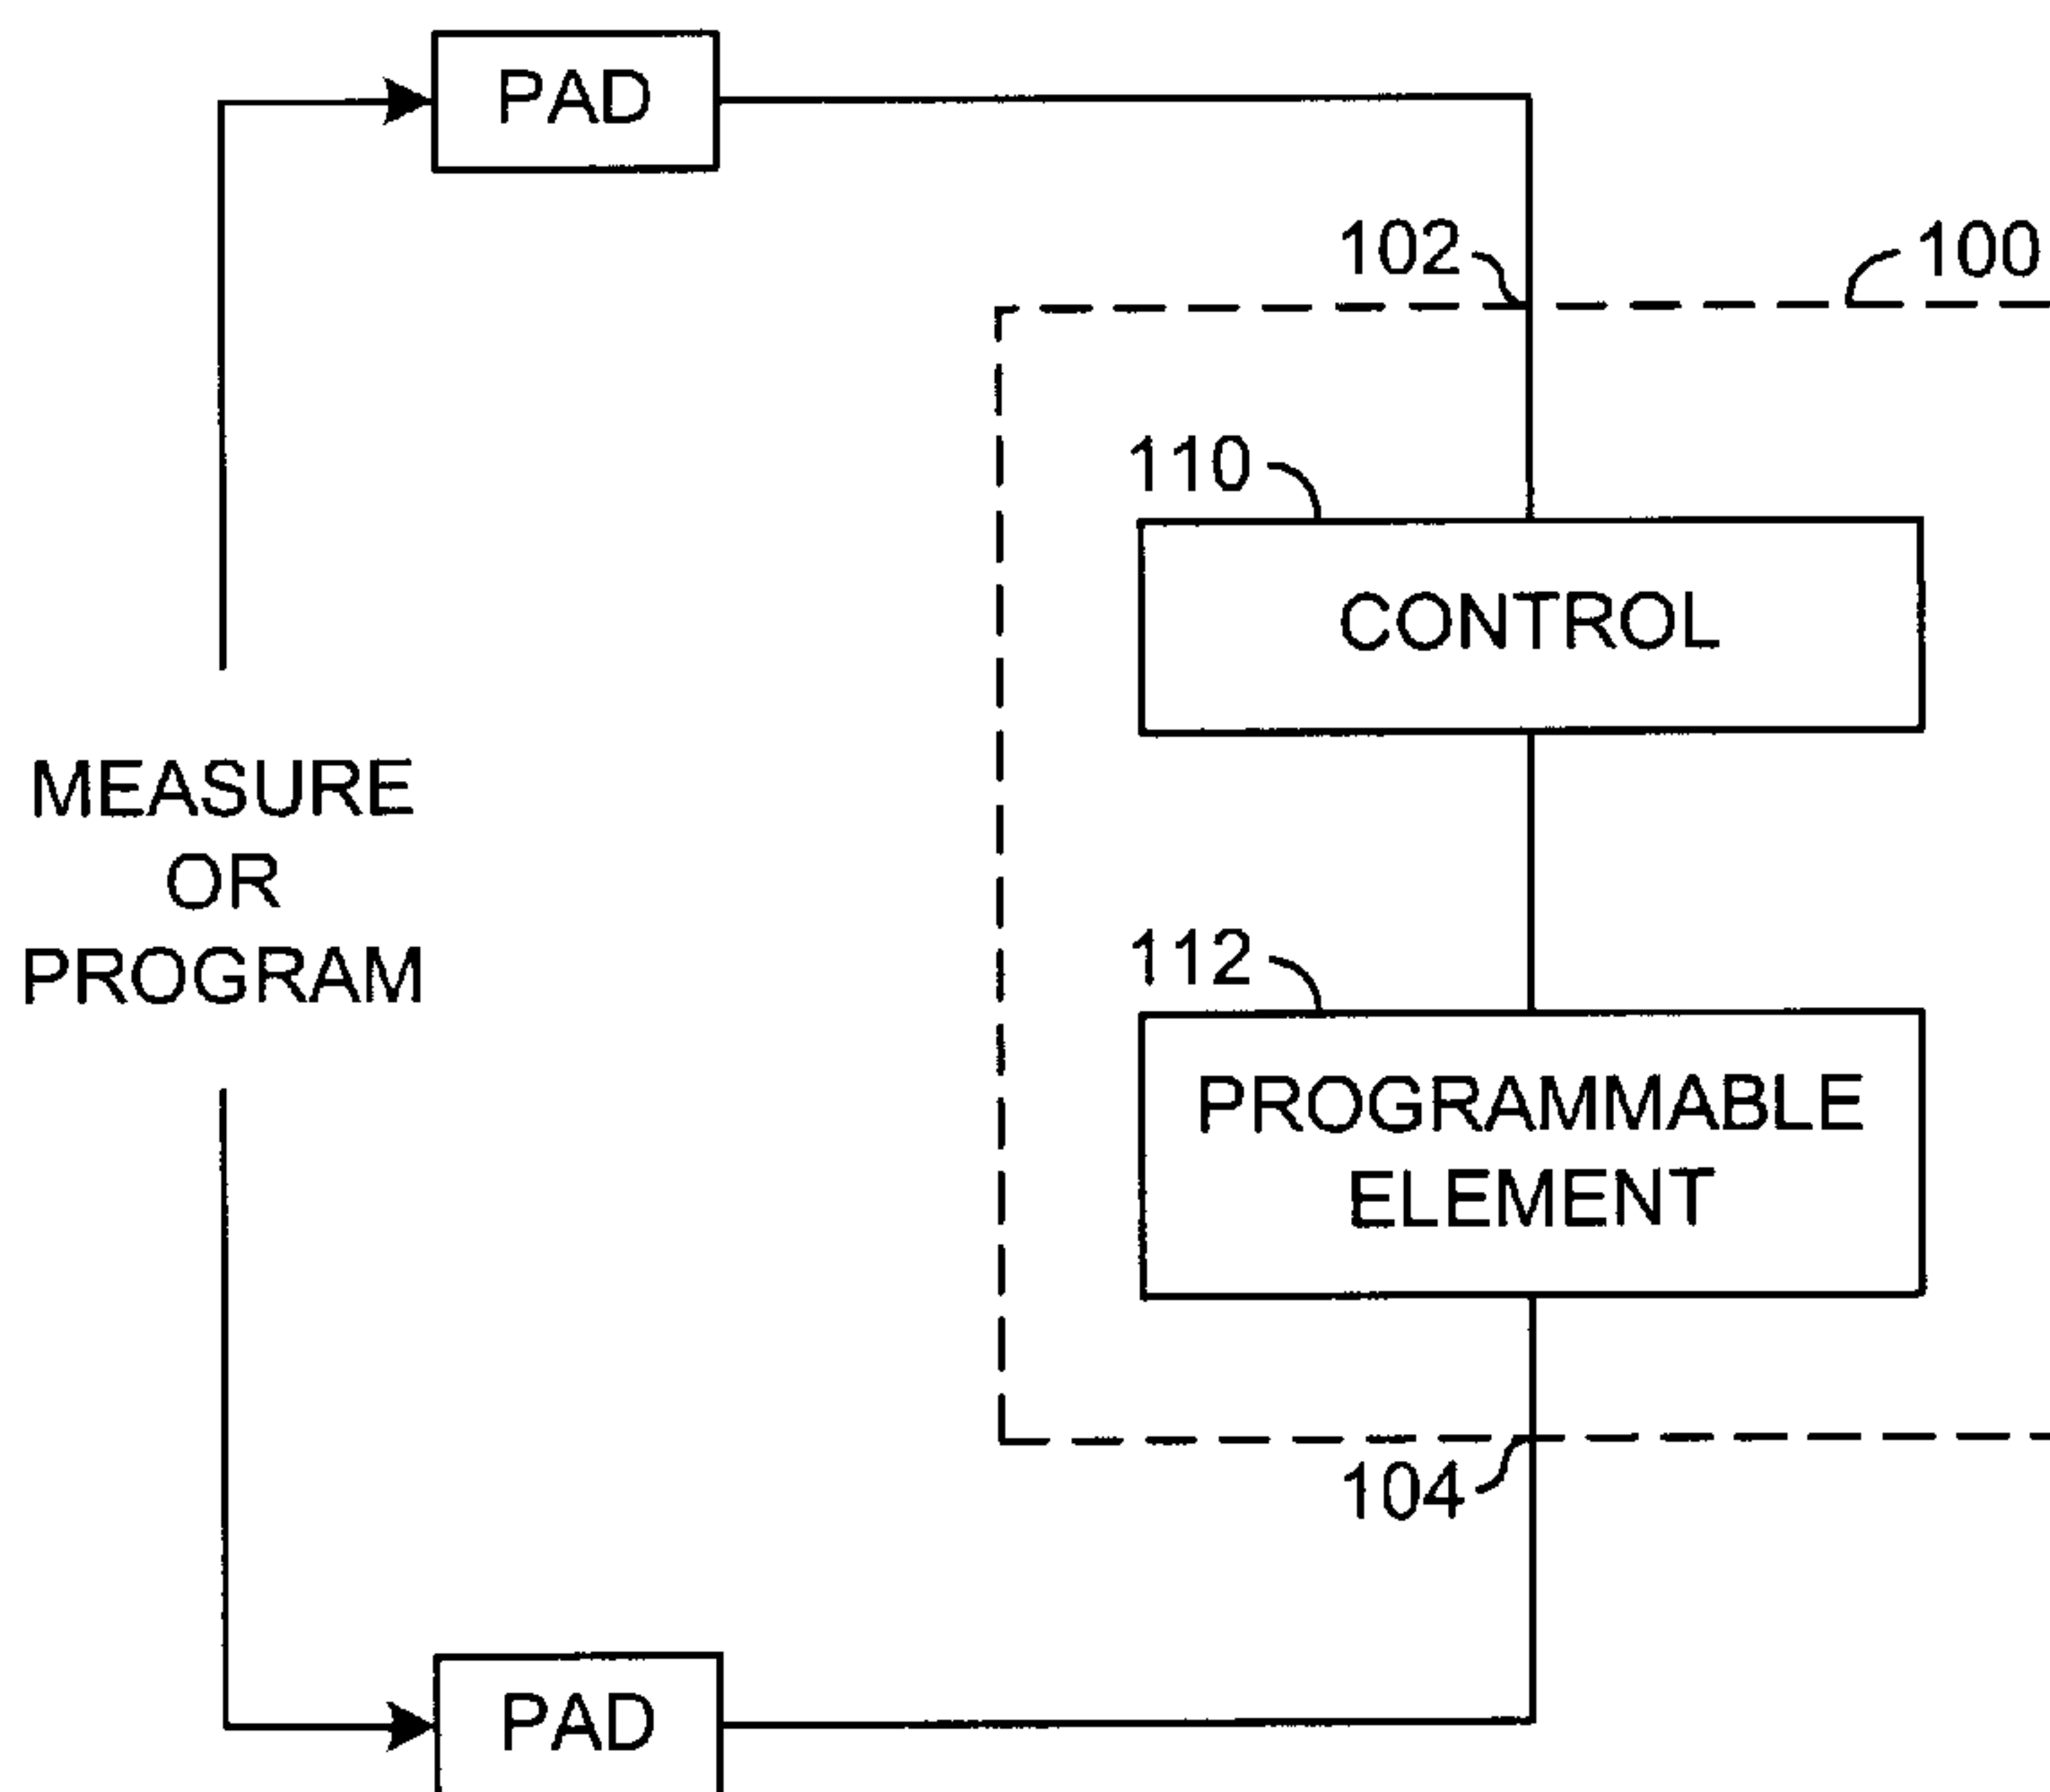 PAD
102
100
110
CONTROL
MEASURE
OR
PROGRAM
112
PROGRAMMABLE
ELEMENT
104
PAD